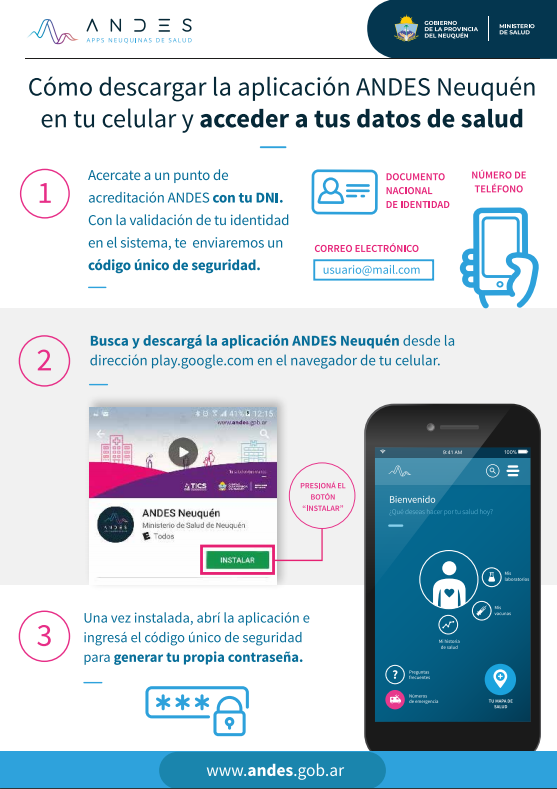 ANDES
APPS NEUQUINAS DE SALUD
GOBIERNO
DE LA PROVINCIA
DEL NEUQUÉN
MINISTERIO
DE SALUD
Cómo descargar la aplicación ANDES Neuquén
en tu celular y acceder a tus datos de salud
1
Acercate a un punto de
acreditación ANDES con tu DNI.
Con la validación de tu identidad
en el sistema, te enviaremos un
código único de seguridad.
DOCUMENTO
NACIONAL
DE IDENTIDAD
NÚMERO DE
TELÉFONO
CORREO ELECTRÓNICO
usuario@mail.com
2
Busca y descargá la aplicación ANDES Neuquén desde la
dirección play.google.com en el navegador de tu celular.
41% 12:15
www.andes.gob.ar
TICS
ANDES Neuquén
Ministerio de Salud de Neuquén
E Todos
INSTALAR
PRESIONÁ EL
BOTÓN
“INSTALAR”
9:41 AM
100%
Bienvenido
¿Qué deseas hacer por tu salud hoy?
Mis
laboratorios
Mis
vacunas
Mi historia
de salud
?
Preguntas
frecuentes
Números
de emergencia
TU MAPA DE
SALUD
3
Una vez instalada, abrí la aplicación e
ingresá el código único de seguridad
para generar tu propia contraseña.
***
www.andes.gob.ar